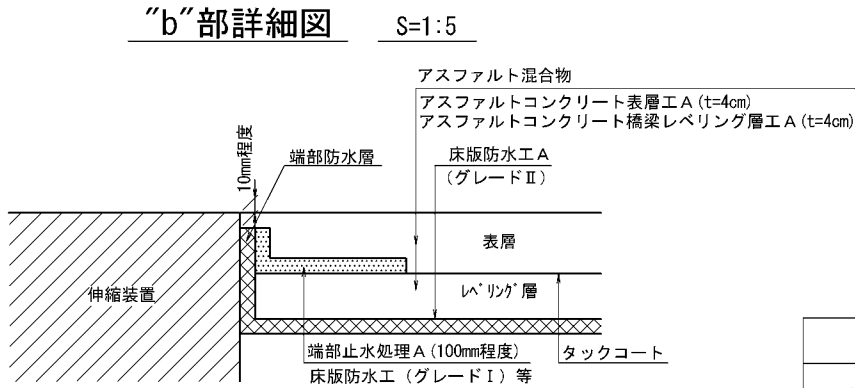 "b"部詳細図 S=1:5
アスファルト混合物
アスファルトコンクリート表層工A(t=4cm)
アスファルトコンクリート橋梁レベリング層工A(t=4cm)
10mm程度
端部防水層
床版防水工A
(グレードⅡ)
表層
伸縮装置
レベリング層
端部止水処理A(100mm程度)
床版防水工(グレードⅠ)等
タックコート